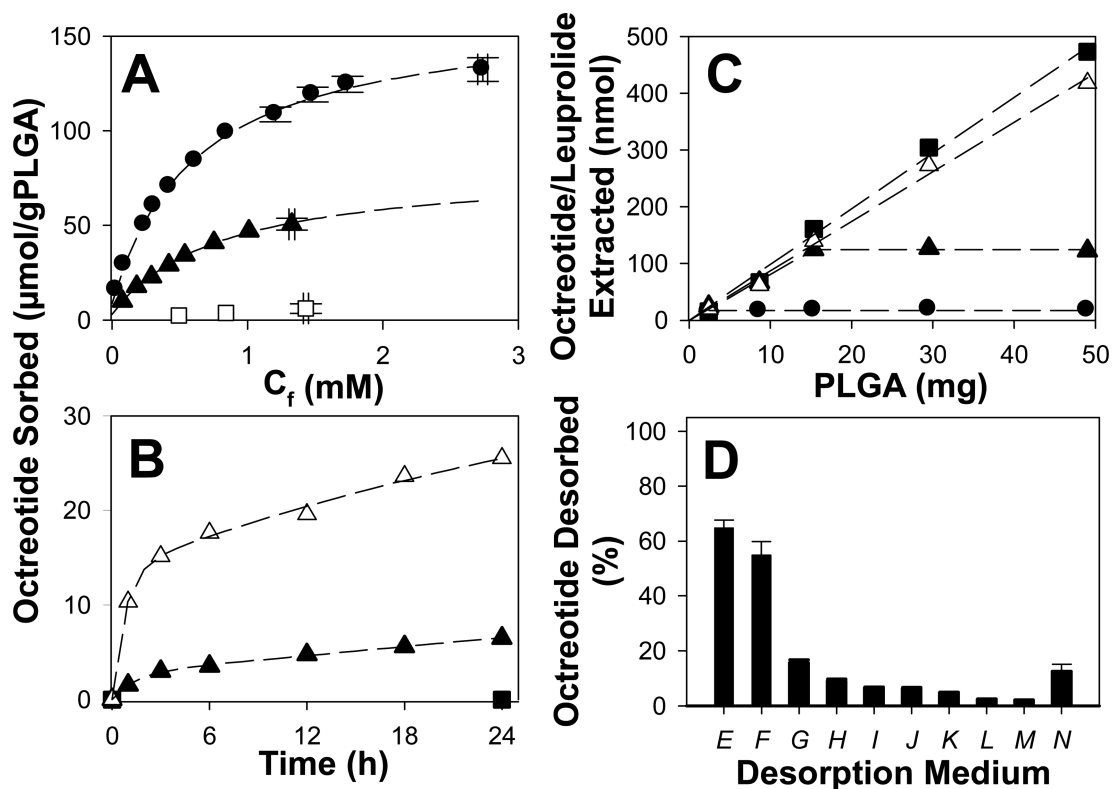 A
150
100
50
0
0 1 2 3
Cf (mM)
Octreotide Sorbed (µmol/gPLGA)
B
30
20
10
0
0 6 12 18 24
Time (h)
C
500
400
300
200
100
0
0 10 20 30 40 50
PLGA (mg)
Octreotide/Leuprolide
Extracted (nmol)
D
100
80
60
40
20
0
E F G H I J K L M N
Desorption Medium
Octreotide Desorbed
(%)